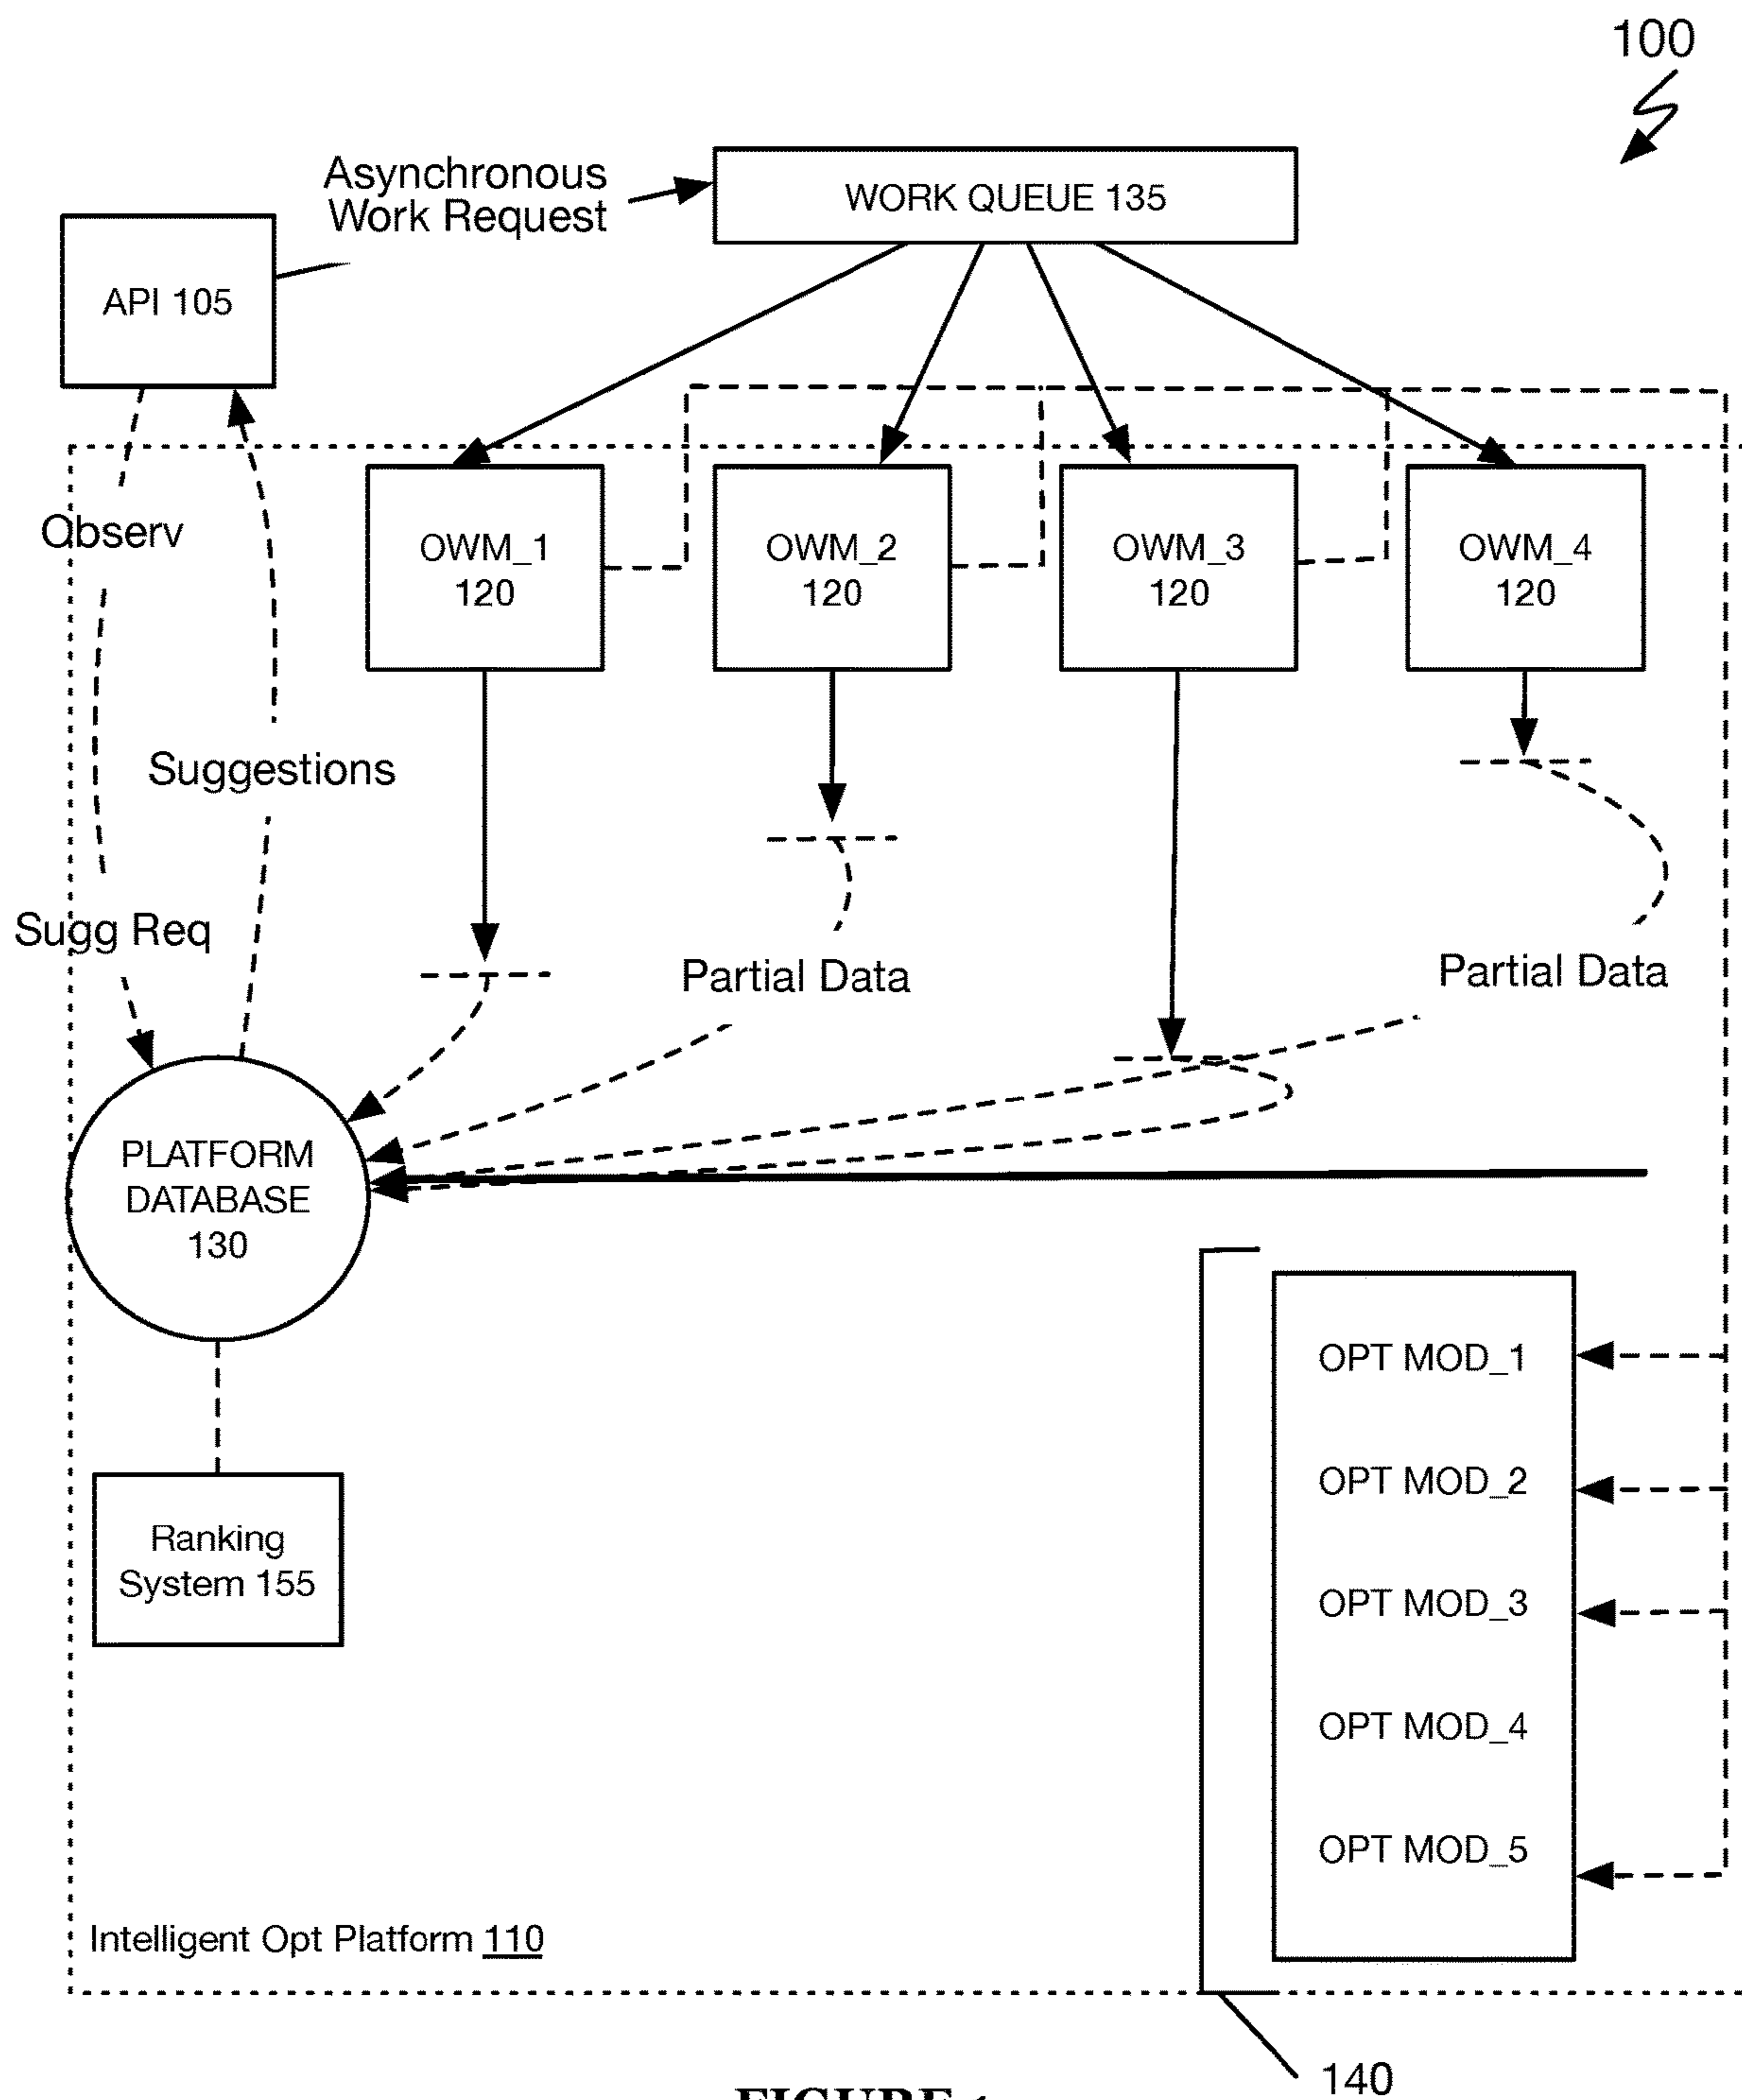 100
Asynchronous
Work Request
WORK QUEUE 135
API 105
OWM_1
120
OWM_2
120
OWM_3
120
OWM_4
120
Observ
Suggestions
Sugg Req
Partial Data
Partial Data
PLATFORM
DATABASE
130
OPT MOD_1
OPT MOD_2
OPT MOD_3
OPT MOD_4
OPT MOD_5
Ranking
System 155
Intelligent Opt Platform 110
140
FIGURE